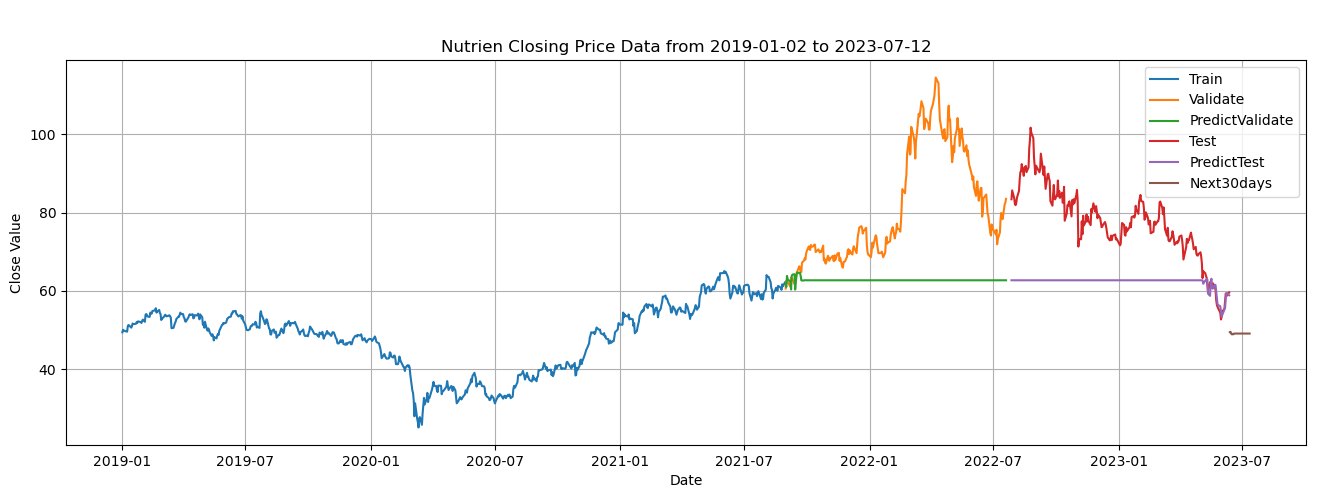 Nutrien Closing Price Data from 2019-01-02 to 2023-07-12
Train
Validate
PredictValidate
Test
PredictTest
Next30days
Close Value
100
80
60
40
2019-01 2019-07 2020-01 2020-07 2021-01 2021-07 2022-01 2022-07 2023-01 2023-07
Date